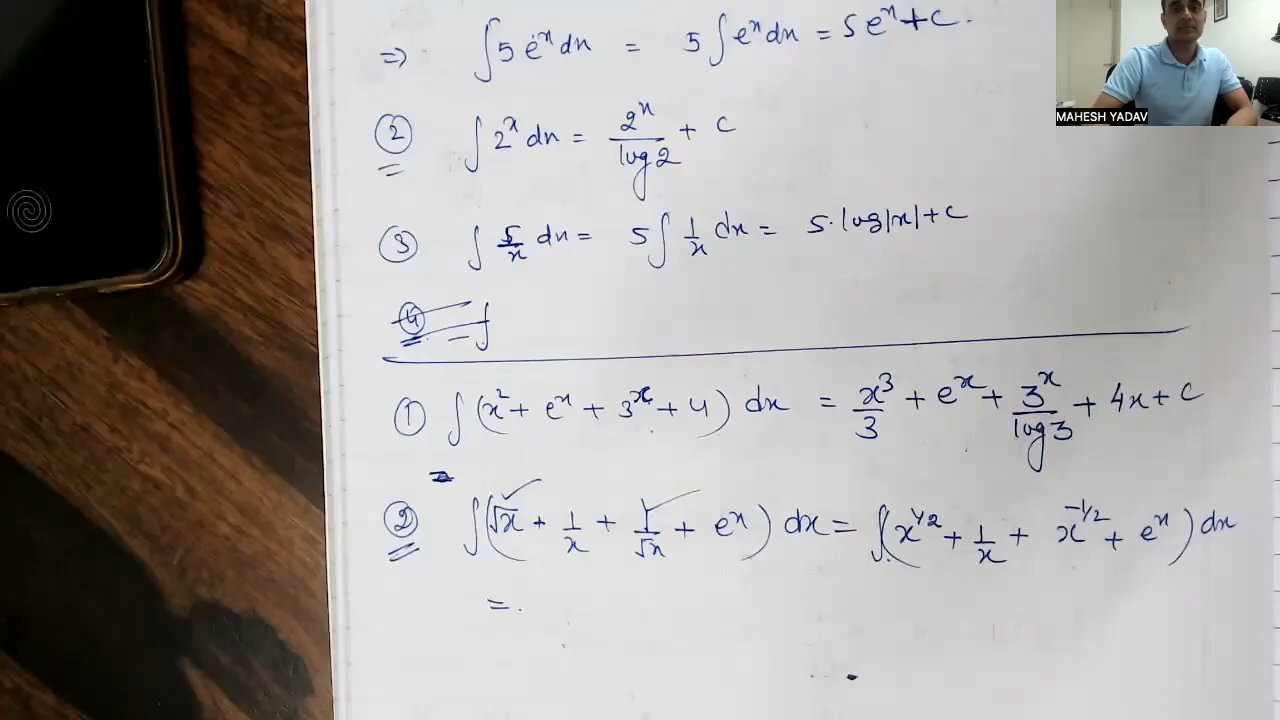 MAHESH YADAV
⇒ ∫5 eˣ dx = 5 ∫eˣ dx = 5 eˣ + C.
② ∫ 2ˣ dx = 2ˣ/log 2 + C
③ ∫ 5/x dx = 5 ∫ 1/x dx = 5·log|x| + C
① ∫ (x² + eˣ + 3ˣ + 4) dx = x³/3 + eˣ + 3ˣ/log 3 + 4x + C
② ∫ (√x + 1/x + 1/√x + eˣ) dx = ∫ (x^1/2 + 1/x + x^-1/2 + eˣ) dx
= .